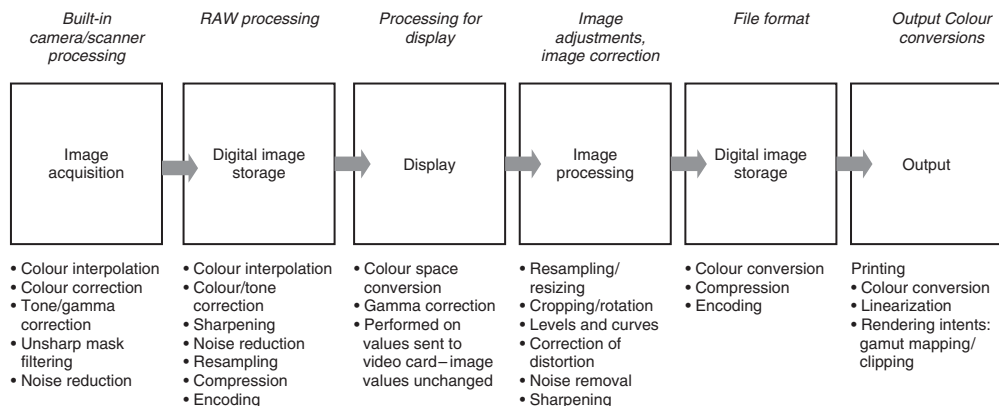 Built-in
camera/scanner
processing
RAW processing
Processing for
display
Image
adjustments,
image correction
File format
Output Colour
conversions
Image
acquisition
Digital image
storage
Display
Image
processing
Digital image
storage
Output
• Colour interpolation
• Colour correction
• Tone/gamma
correction
• Unsharp mask
filtering
• Noise reduction
• Colour interpolation
• Colour/tone
correction
• Sharpening
• Noise reduction
• Resampling
• Compression
• Encoding
• Colour space
conversion
• Gamma correction
• Performed on
values sent to
video card–image
values unchanged
• Resampling/
resizing
• Cropping/rotation
• Levels and curves
• Correction of
distortion
• Noise removal
• Sharpening
• Colour conversion
• Compression
• Encoding
Printing
• Colour conversion
• Linearization
• Rendering intents:
gamut mapping/
clipping